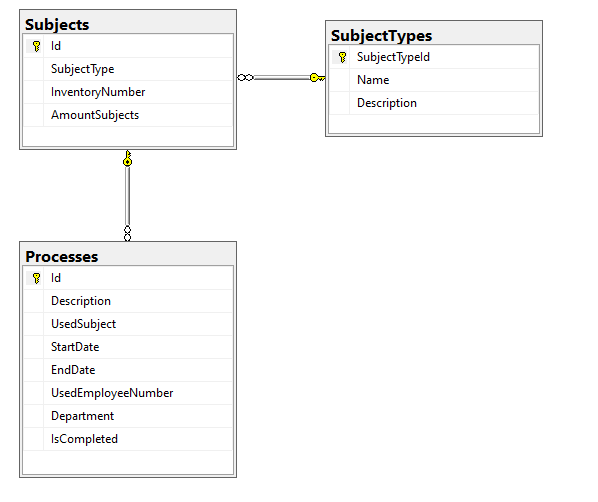 Subjects
Id
SubjectType
InventoryNumber
AmountSubjects
SubjectTypes
SubjectTypeId
Name
Description
Processes
Id
Description
UsedSubject
StartDate
EndDate
UsedEmployeeNumber
Department
IsCompleted